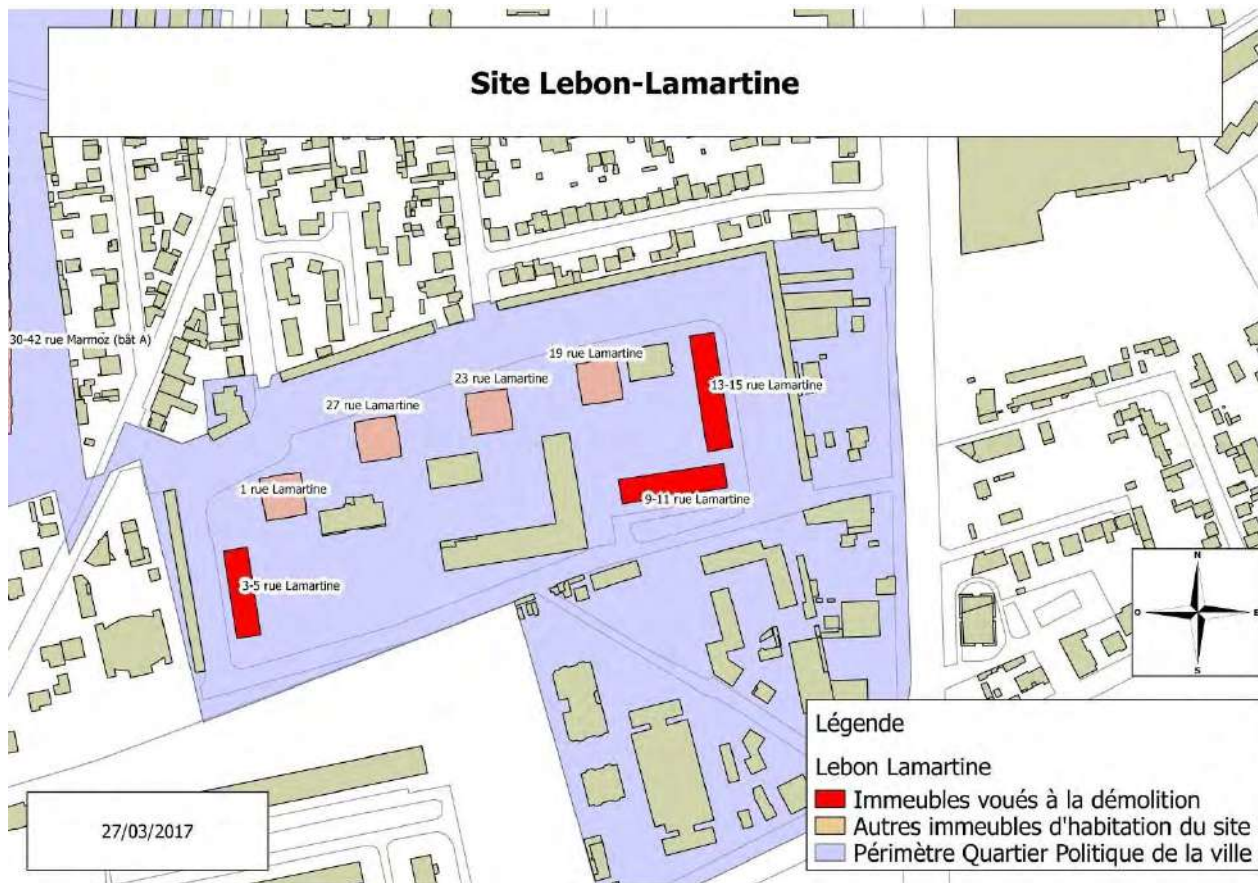 Site Lebon-Lamartine
30-42 rue Marmoz (bât A)
19 rue Lamartine
23 rue Lamartine
13-15 rue Lamartine
27 rue Lamartine
1 rue Lamartine
9-11 rue Lamartine
3-5 rue Lamartine
N
O
E
S
Légende
Lebon Lamartine
Immeubles voués à la démolition
Autres immeubles d'habitation du site
Périmètre Quartier Politique de la ville
27/03/2017